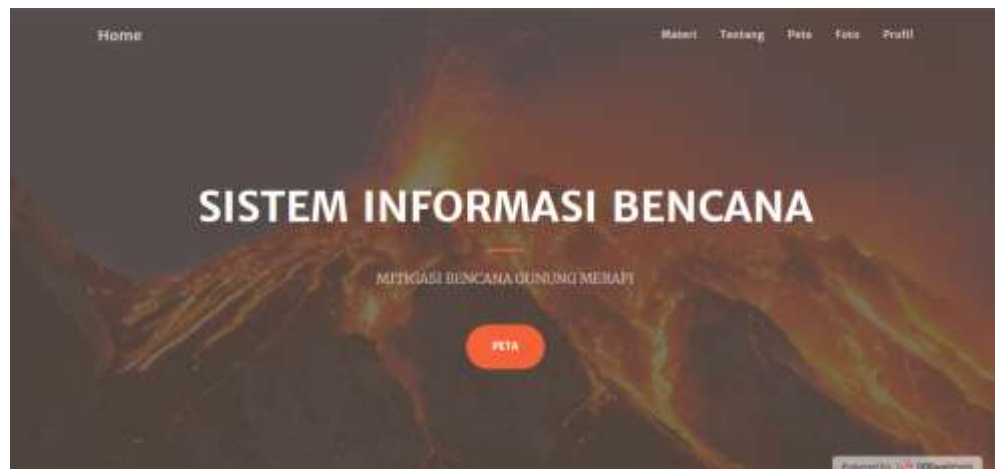 Home Materi Tentang Peta Foto Profil
SISTEM INFORMASI BENCANA
MITIGASI BENCANA GUNUNG MERAPI
PETA